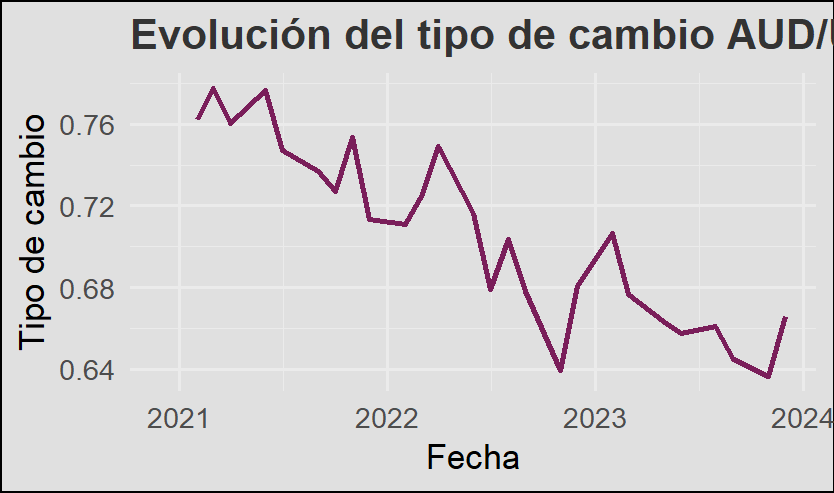 Evolución del tipo de cambio AUD/U
Tipo de cambio
0.76
0.72
0.68
0.64
2021 2022 2023 2024
Fecha